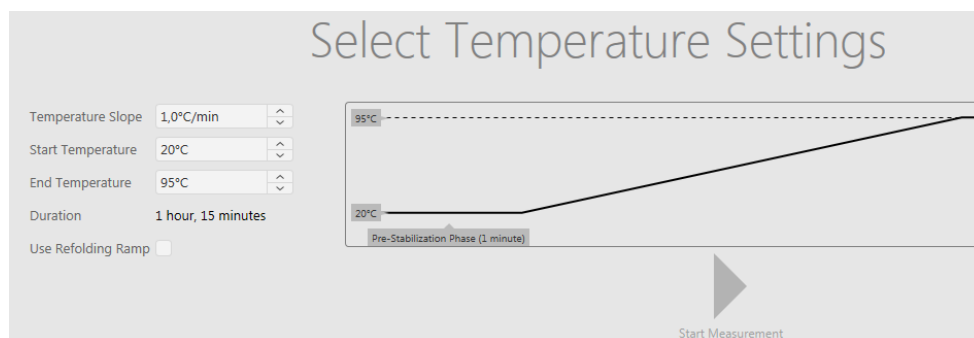 Select Temperature Settings
Temperature Slope 1,0°C/min
Start Temperature 20°C
End Temperature 95°C
Duration 1 hour, 15 minutes
Use Refolding Ramp
95°C
20°C
Pre-Stabilization Phase (1 minute)
Start Measurement